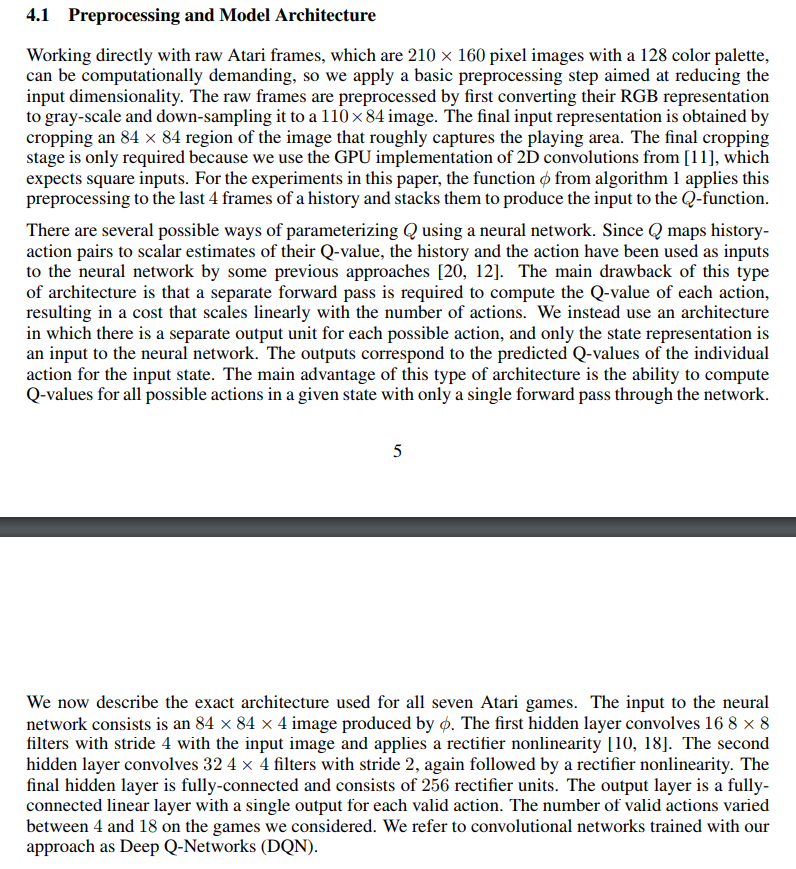 4.1 Preprocessing and Model Architecture
Working directly with raw Atari frames, which are 210 × 160 pixel images with a 128 color palette,
can be computationally demanding, so we apply a basic preprocessing step aimed at reducing the
input dimensionality. The raw frames are preprocessed by first converting their RGB representation
to gray-scale and down-sampling it to a 110×84 image. The final input representation is obtained by
cropping an 84 × 84 region of the image that roughly captures the playing area. The final cropping
stage is only required because we use the GPU implementation of 2D convolutions from [11], which
expects square inputs. For the experiments in this paper, the function ϕ from algorithm 1 applies this
preprocessing to the last 4 frames of a history and stacks them to produce the input to the Q-function.
There are several possible ways of parameterizing Q using a neural network. Since Q maps history-
action pairs to scalar estimates of their Q-value, the history and the action have been used as inputs
to the neural network by some previous approaches [20, 12]. The main drawback of this type
of architecture is that a separate forward pass is required to compute the Q-value of each action,
resulting in a cost that scales linearly with the number of actions. We instead use an architecture
in which there is a separate output unit for each possible action, and only the state representation is
an input to the neural network. The outputs correspond to the predicted Q-values of the individual
action for the input state. The main advantage of this type of architecture is the ability to compute
Q-values for all possible actions in a given state with only a single forward pass through the network.
5
We now describe the exact architecture used for all seven Atari games. The input to the neural
network consists is an 84 × 84 × 4 image produced by ϕ. The first hidden layer convolves 16 8 × 8
filters with stride 4 with the input image and applies a rectifier nonlinearity [10, 18]. The second
hidden layer convolves 32 4 × 4 filters with stride 2, again followed by a rectifier nonlinearity. The
final hidden layer is fully-connected and consists of 256 rectifier units. The output layer is a fully-
connected linear layer with a single output for each valid action. The number of valid actions varied
between 4 and 18 on the games we considered. We refer to convolutional networks trained with our
approach as Deep Q-Networks (DQN).